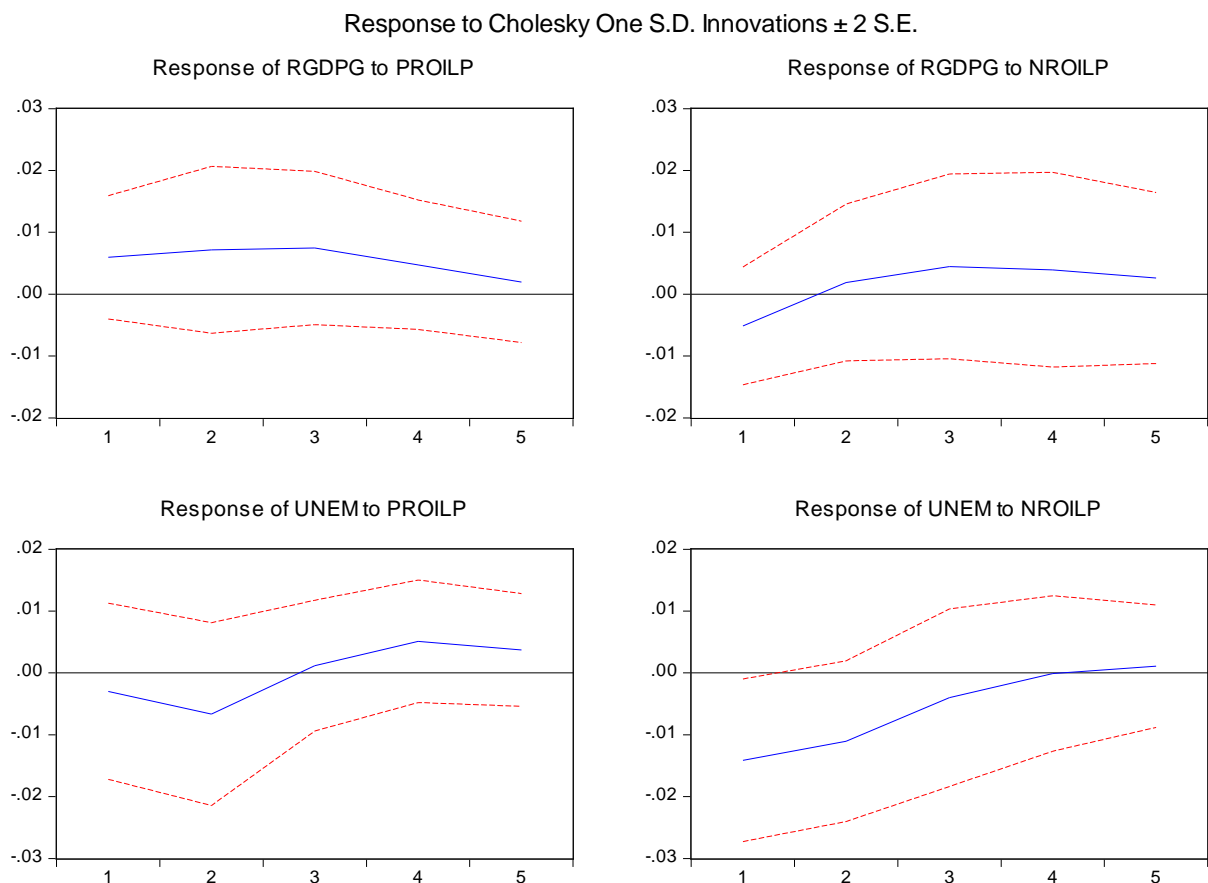 Response to Cholesky One S.D. Innovations ± 2 S.E.
Response of RGDPG to PROILP
.03
.02
.01
.00
-.01
-.02
1 2 3 4 5
Response of RGDPG to NROILP
.03
.02
.01
.00
-.01
-.02
1 2 3 4 5
Response of UNEM to PROILP
.02
.01
.00
-.01
-.02
-.03
1 2 3 4 5
Response of UNEM to NROILP
.02
.01
.00
-.01
-.02
-.03
1 2 3 4 5